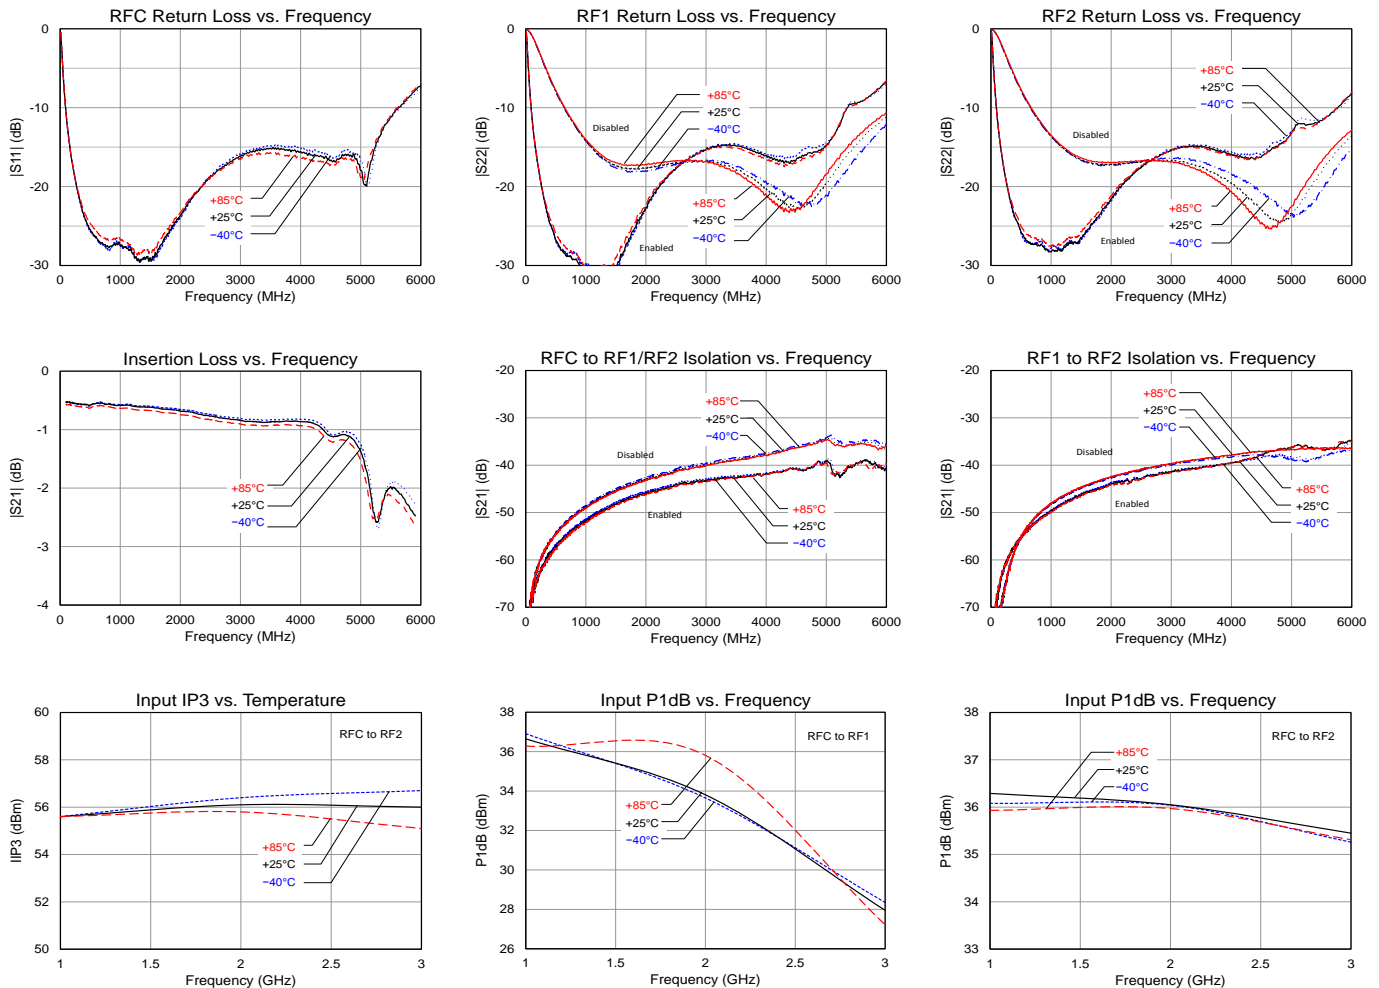 RFC Return Loss vs. Frequency
|S11| (dB)
0
-10
-20
-30
+85°C
+25°C
−40°C
0 1000 2000 3000 4000 5000 6000
Frequency (MHz)
RF1 Return Loss vs. Frequency
|S22| (dB)
0
-10
-20
-30
+85°C
+25°C
−40°C
Disabled
+85°C
+25°C
−40°C
Enabled
0 1000 2000 3000 4000 5000 6000
Frequency (MHz)
RF2 Return Loss vs. Frequency
|S22| (dB)
0
-10
-20
-30
+85°C
+25°C
−40°C
Disabled
+85°C
+25°C
−40°C
Enabled
0 1000 2000 3000 4000 5000 6000
Frequency (MHz)
Insertion Loss vs. Frequency
|S21| (dB)
0
-1
-2
-3
-4
+85°C
+25°C
−40°C
0 1000 2000 3000 4000 5000 6000
Frequency (MHz)
RFC to RF1/RF2 Isolation vs. Frequency
|S21| (dB)
-20
-30
-40
-50
-60
-70
+85°C
+25°C
−40°C
Disabled
Enabled
+85°C
+25°C
−40°C
0 1000 2000 3000 4000 5000 6000
Frequency (MHz)
RF1 to RF2 Isolation vs. Frequency
|S21| (dB)
-20
-30
-40
-50
-60
-70
+85°C
+25°C
−40°C
Disabled
Enabled
+85°C
+25°C
−40°C
0 1000 2000 3000 4000 5000 6000
Frequency (MHz)
Input IP3 vs. Temperature
IIP3 (dBm)
60
58
56
54
52
50
RFC to RF2
+85°C
+25°C
−40°C
1 1.5 2 2.5 3
Frequency (GHz)
Input P1dB vs. Frequency
P1dB (dBm)
38
36
34
32
30
28
26
RFC to RF1
+85°C
+25°C
−40°C
1 1.5 2 2.5 3
Frequency (GHz)
Input P1dB vs. Frequency
P1dB (dBm)
38
37
36
35
34
33
RFC to RF2
+85°C
+25°C
−40°C
1 1.5 2 2.5 3
Frequency (GHz)